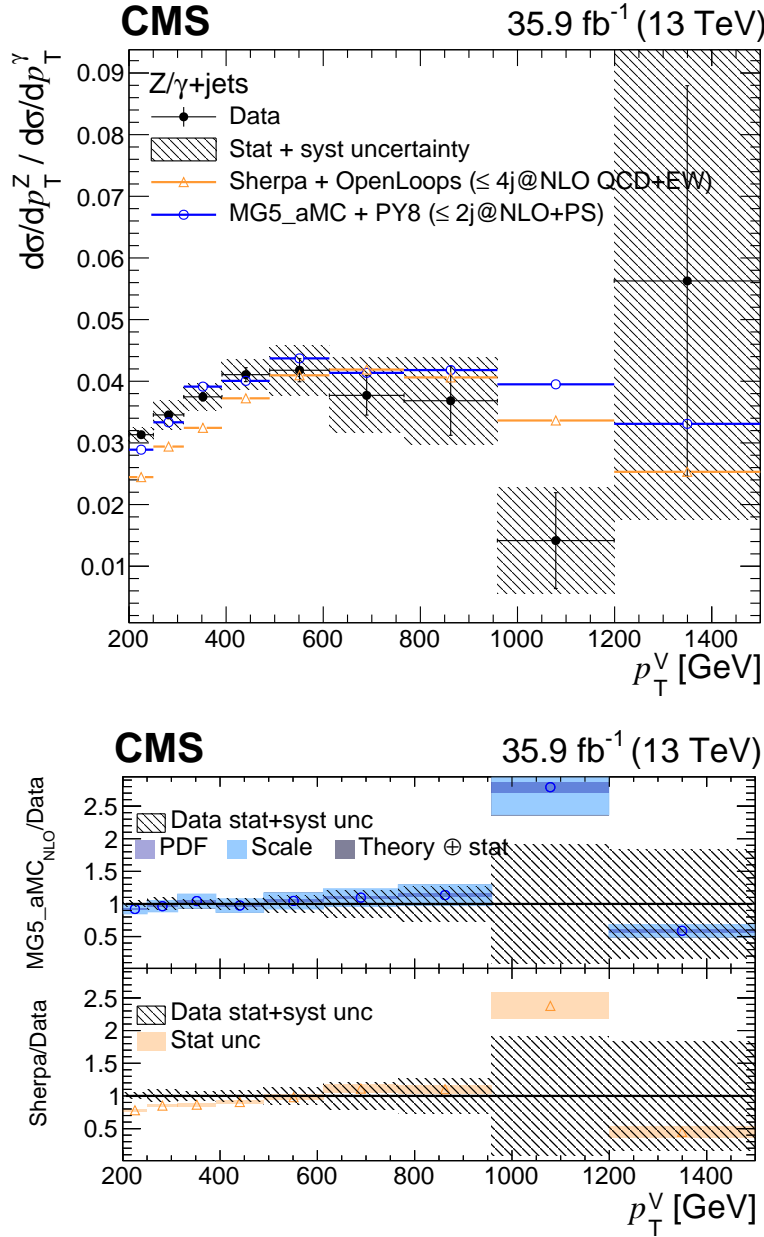 CMS 35.9 fb⁻¹ (13 TeV)
dσ/dp_T^Z / dσ/dp_T^γ
0.09
0.08
0.07
0.06
0.05
0.04
0.03
0.02
0.01
Z/γ+jets
Data
Stat + syst uncertainty
Sherpa + OpenLoops (≤ 4j@NLO QCD+EW)
MG5_aMC + PY8 (≤ 2j@NLO+PS)
200 400 600 800 1000 1200 1400
p_T^V [GeV]
CMS 35.9 fb⁻¹ (13 TeV)
MG5_aMC_NLO/Data
2.5
2
1.5
1
0.5
Data stat+syst unc
PDF Scale Theory ⊕ stat
Sherpa/Data
2.5
2
1.5
1
0.5
Data stat+syst unc
Stat unc
200 400 600 800 1000 1200 1400
p_T^V [GeV]